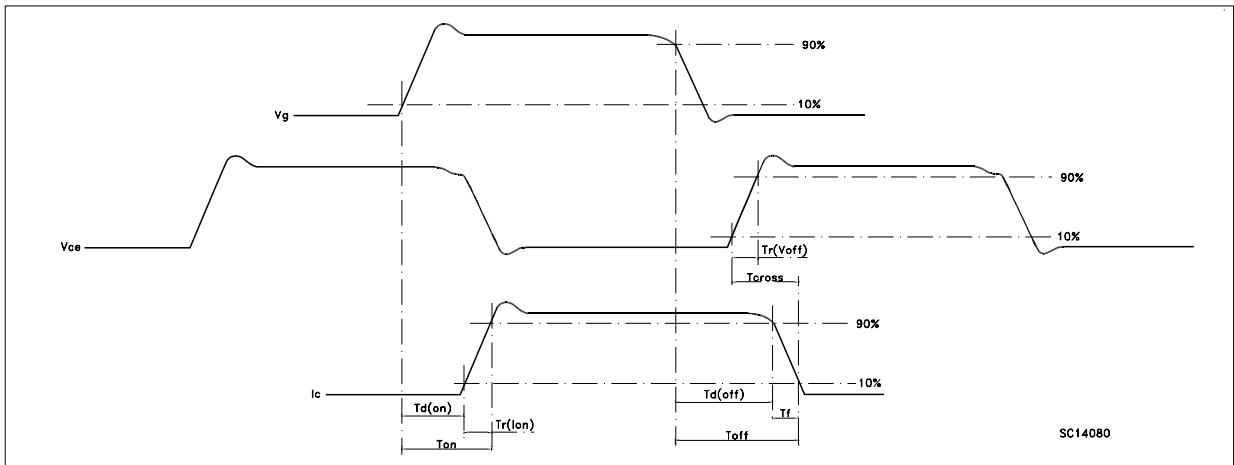 90%
10%
Vg
90%
Vce
10%
Tr(Voff)
Tcross
90%
10%
Ic
Td(on)
Td(off)
Tr(Ion)
Tf
Ton
Toff
SC14080